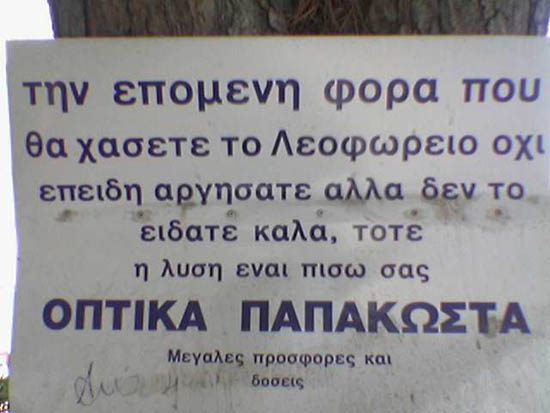 την επομενη φορα που
θα χασετε το Λεοφωρειο οχι
επειδη αργησατε αλλα δεν το
ειδατε καλα, τοτε
η λυση εναι πισω σας
ΟΠΤΙΚΑ ΠΑΠΑΚΩΣΤΑ
Μεγαλες προσφορες και
δοσεις